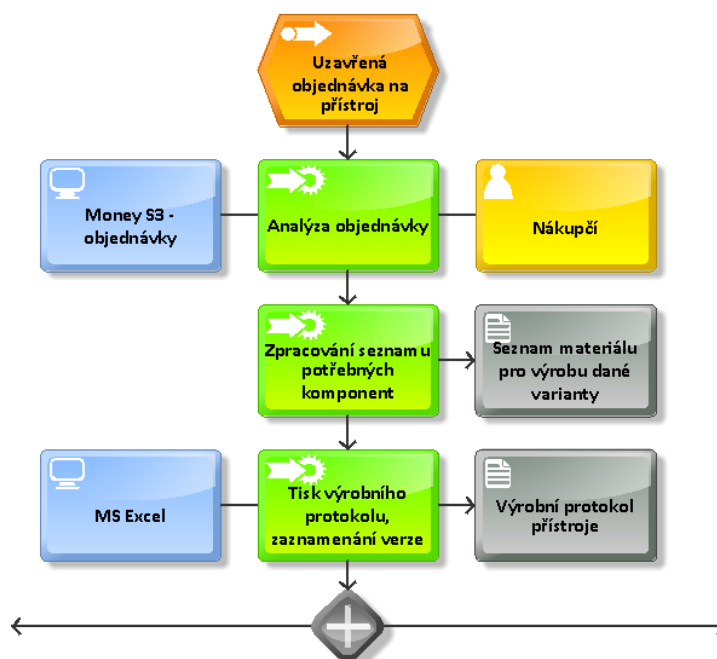 Uzavřená
objednávka na
přístroj
Money S3 -
objednávky
Analýza objednávky
Nákupčí
Zpracování seznamu
potřebných
komponent
Seznam materiálu
pro výrobu dané
varianty
MS Excel
Tisk výrobního
protokolu,
zaznamenání verze
Výrobní protokol
přístroje